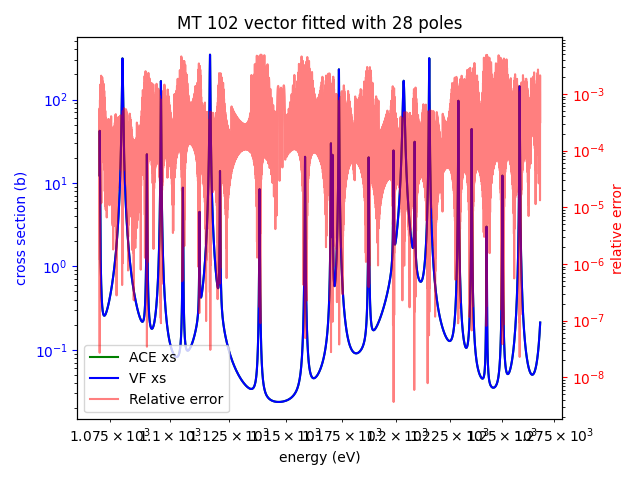 MT 102 vector fitted with 28 poles
cross section (b)
10²
10¹
10⁰
10⁻¹
10⁻³
10⁻⁴
10⁻⁵
10⁻⁶
10⁻⁷
10⁻⁸
relative error
ACE xs
VF xs
Relative error
energy (eV)